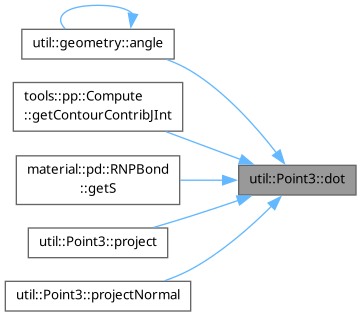 util::geometry::angle
tools::pp::Compute
::getContourContribJInt
material::pd::RNPBond
::getS
util::Point3::dot
util::Point3::project
util::Point3::projectNormal